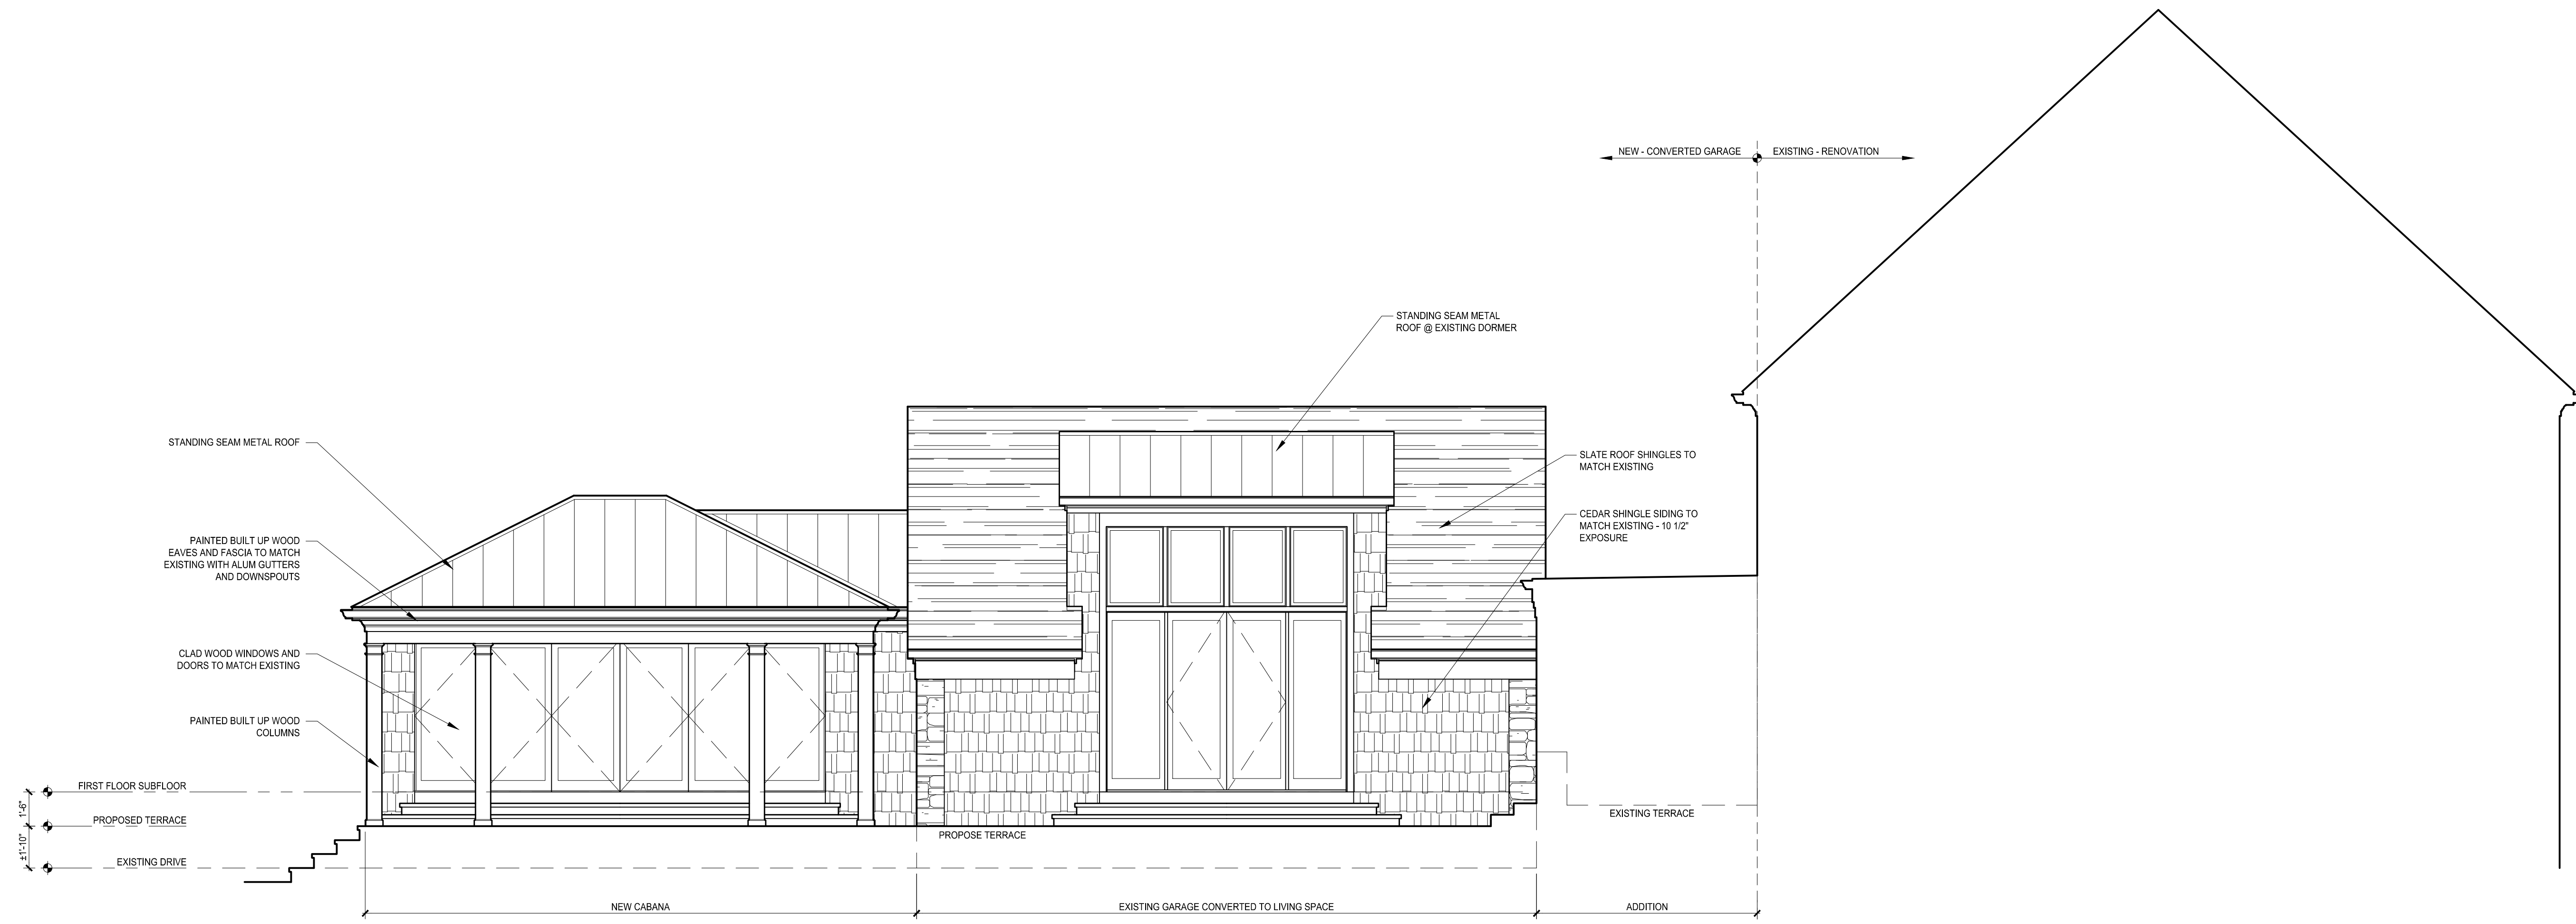 NEW - CONVERTED GARAGE
EXISTING - RENOVATION
STANDING SEAM METAL
ROOF @ EXISTING DORMER
STANDING SEAM METAL ROOF
SLATE ROOF SHINGLES TO
MATCH EXISTING
CEDAR SHINGLE SIDING TO
MATCH EXISTING - 10 1/2"
EXPOSURE
PAINTED BUILT UP WOOD
EAVES AND FASCIA TO MATCH
EXISTING WITH ALUM GUTTERS
AND DOWNSPOUTS
CLAD WOOD WINDOWS AND
DOORS TO MATCH EXISTING
PAINTED BUILT UP WOOD
COLUMNS
FIRST FLOOR SUBFLOOR
1'-6"
PROPOSED TERRACE
±1'-10"
EXISTING DRIVE
PROPOSE TERRACE
EXISTING TERRACE
NEW CABANA
EXISTING GARAGE CONVERTED TO LIVING SPACE
ADDITION